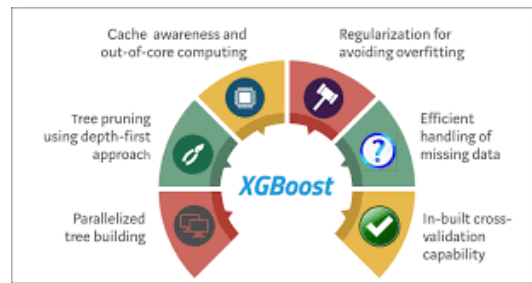 Cache awareness and
out-of-core computing
Regularization for
avoiding overfitting
Tree pruning
using depth-first
approach
Efficient
handling of
missing data
XGBoost
Parallelized
tree building
In-built cross-
validation
capability
?